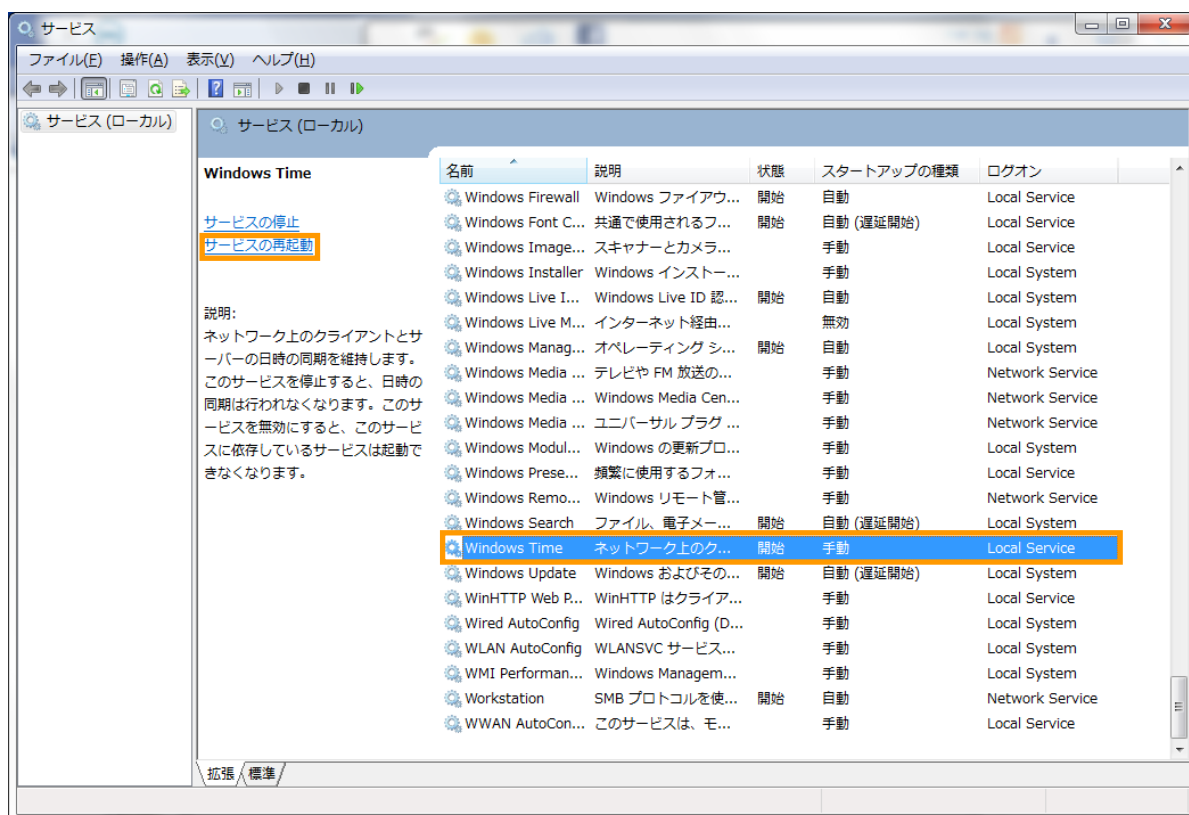 サービス
ファイル(F) 操作(A) 表示(V) ヘルプ(H)
サービス (ローカル)
サービス (ローカル)
Windows Time
サービスの停止
サービスの再起動
説明:
ネットワーク上のクライアントとサ
ーバーの日時の同期を維持します。
このサービスを停止すると、日時の
同期は行われなくなります。このサ
ービスを無効にすると、このサービ
スに依存しているサービスは起動で
きなくなります。
名前 説明 状態 スタートアップの種類 ログオン
Windows Firewall Windows ファイアウ... 開始 自動 Local Service
Windows Font C... 共通で使用されるフ... 開始 自動 (遅延開始) Local Service
Windows Image... スキャナーとカメラ... 手動 Local Service
Windows Installer Windows インストー... 手動 Local System
Windows Live I... Windows Live ID 認... 開始 自動 Local System
Windows Live M... インターネット経由... 無効 Local System
Windows Manag... オペレーティング シ... 開始 自動 Local System
Windows Media ... テレビや FM 放送の... 手動 Network Service
Windows Media ... Windows Media Cen... 手動 Network Service
Windows Media ... ユニバーサル プラグ ... 手動 Network Service
Windows Modul... Windows の更新プロ... 手動 Local System
Windows Prese... 頻繁に使用するフォ... 手動 Local Service
Windows Remo... Windows リモート管... 手動 Network Service
Windows Search ファイル、電子メー... 開始 自動 (遅延開始) Local System
Windows Time ネットワーク上のク... 開始 手動 Local Service
Windows Update Windows およびその... 開始 自動 (遅延開始) Local System
WinHTTP Web P... WinHTTP はクライア... 手動 Local Service
Wired AutoConfig Wired AutoConfig (D... 手動 Local System
WLAN AutoConfig WLANSVC サービス... 手動 Local System
WMI Performan... Windows Managem... 手動 Local System
Workstation SMB プロトコルを使... 開始 自動 Network Service
WWAN AutoCon... このサービスは、モ... 手動 Local Service
拡張 標準